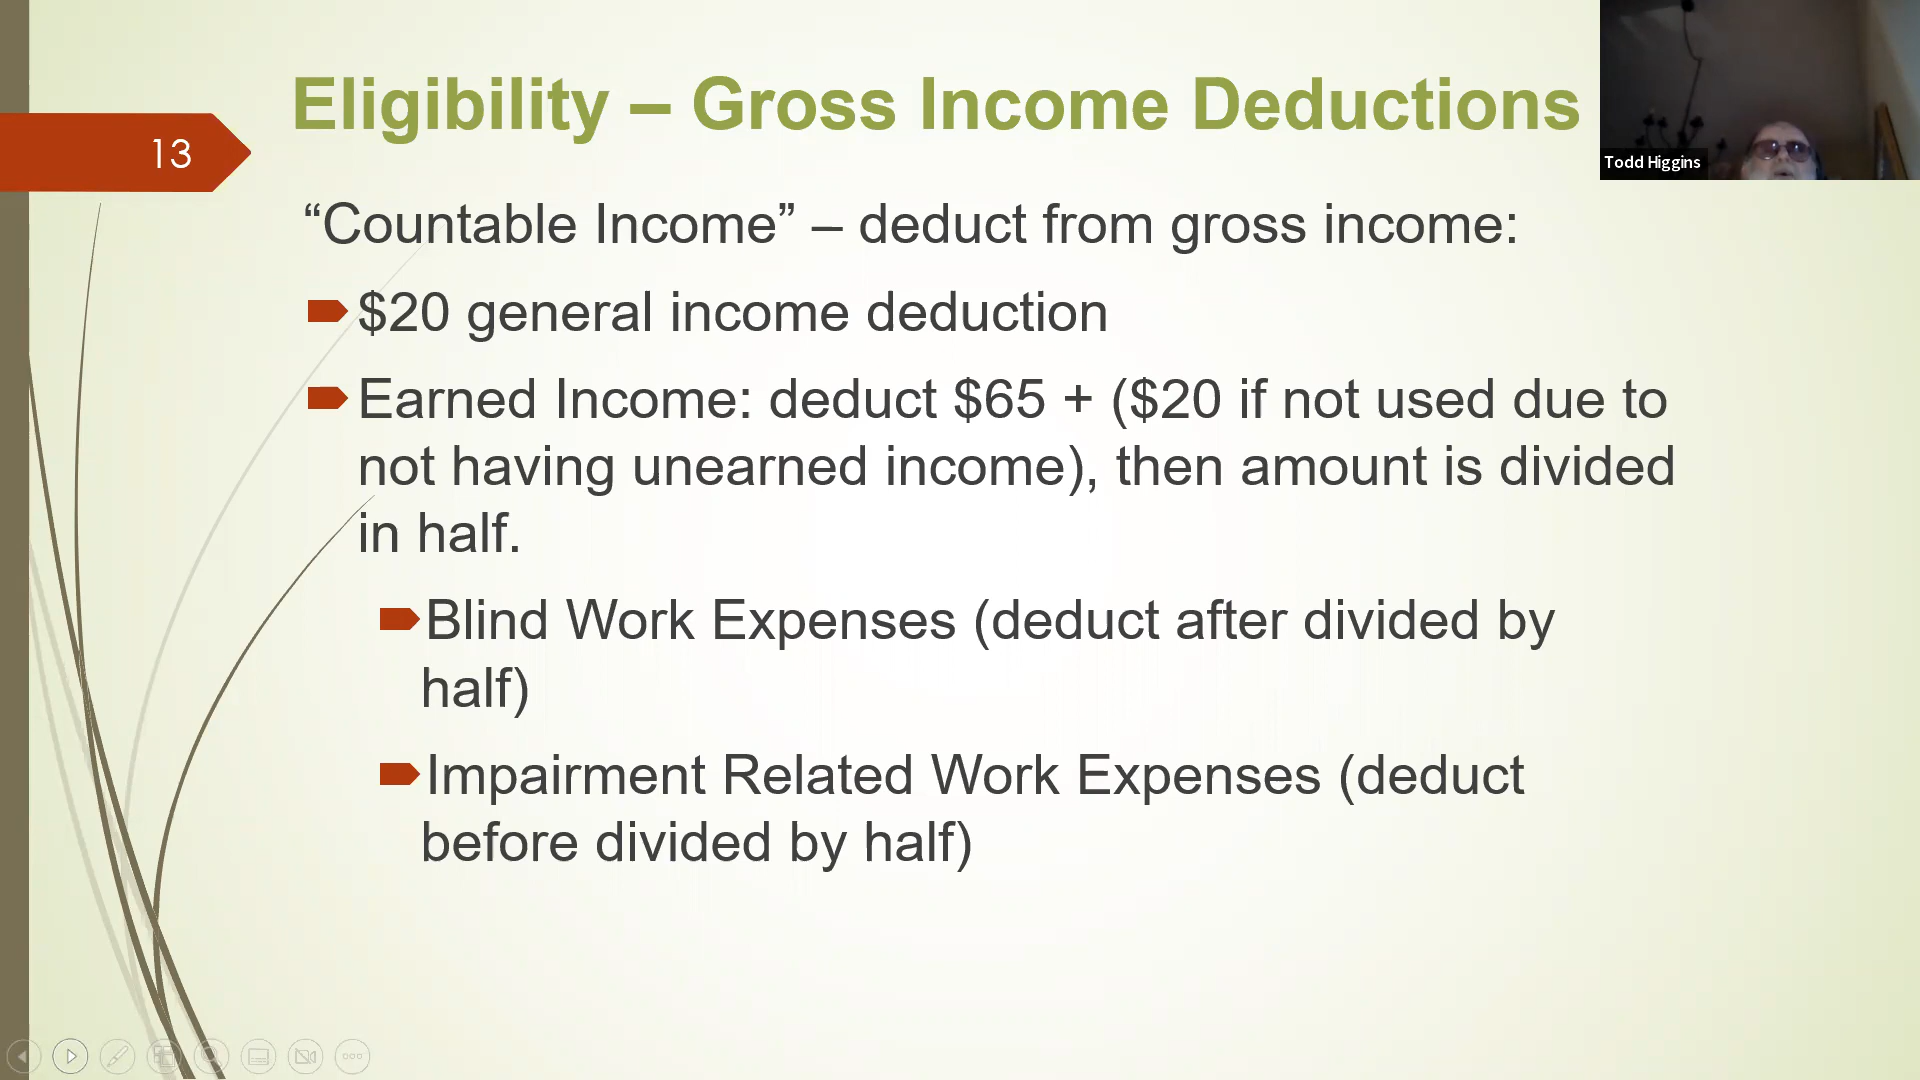 Eligibility – Gross Income Deductions
13
Todd Higgins
“Countable Income” – deduct from gross income:
$20 general income deduction
Earned Income: deduct $65 + ($20 if not used due to
not having unearned income), then amount is divided
in half.
Blind Work Expenses (deduct after divided by
half)
Impairment Related Work Expenses (deduct
before divided by half)